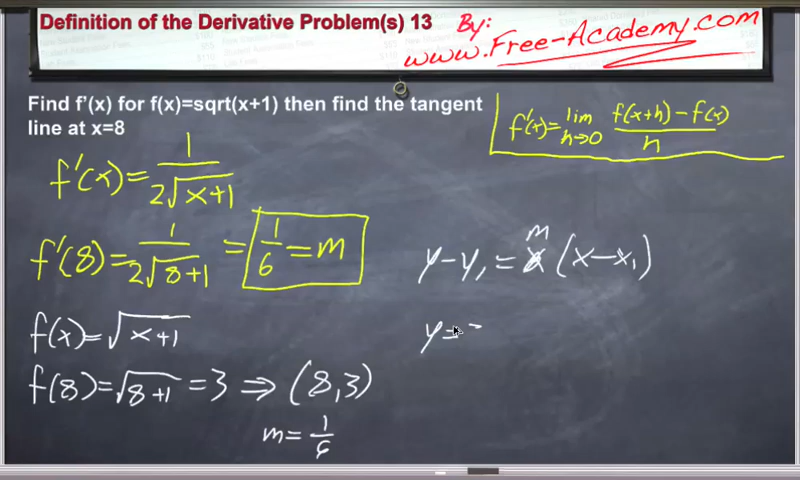 Definition of the Derivative Problem(s) 13
By:
www.Free-Academy.com
Find f'(x) for f(x)=sqrt(x+1) then find the tangent
line at x=8
f'(x)= lim h→0 f(x+h)-f(x) / h
f'(x)= 1 / 2√x+1
f'(8)= 1 / 2√8+1 = 1/6 = m
f(x)=√x+1
f(8)=√8+1 = 3 ⇒ (8,3)
m= 1/6
y-y₁ = m (x-x₁)
y=